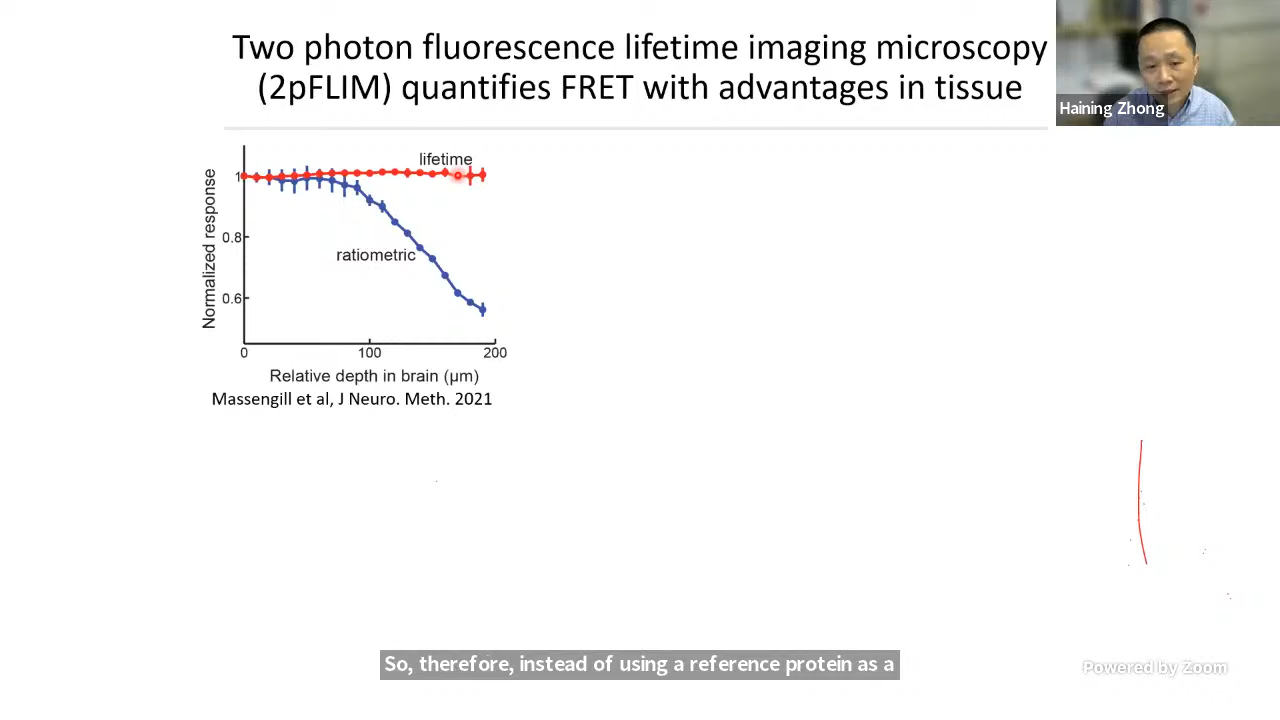 Two photon fluorescence lifetime imaging microscopy
(2pFLIM) quantifies FRET with advantages in tissue
Haining Zhong
lifetime
ratiometric
Normalized response
1
0.8
0.6
0
100
200
Relative depth in brain (μm)
Massengill et al, J Neuro. Meth. 2021
So, therefore, instead of using a reference protein as a
Powered by Zoom